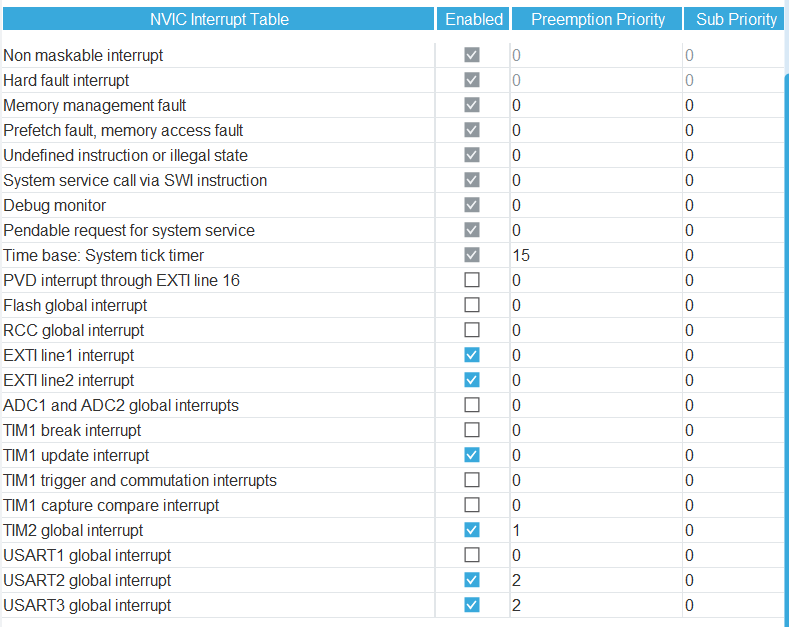 NVIC Interrupt Table Enabled Preemption Priority Sub Priority
Non maskable interrupt 0 0
Hard fault interrupt 0 0
Memory management fault 0 0
Prefetch fault, memory access fault 0 0
Undefined instruction or illegal state 0 0
System service call via SWI instruction 0 0
Debug monitor 0 0
Pendable request for system service 0 0
Time base: System tick timer 15 0
PVD interrupt through EXTI line 16 0 0
Flash global interrupt 0 0
RCC global interrupt 0 0
EXTI line1 interrupt 0 0
EXTI line2 interrupt 0 0
ADC1 and ADC2 global interrupts 0 0
TIM1 break interrupt 0 0
TIM1 update interrupt 0 0
TIM1 trigger and commutation interrupts 0 0
TIM1 capture compare interrupt 0 0
TIM2 global interrupt 1 0
USART1 global interrupt 0 0
USART2 global interrupt 2 0
USART3 global interrupt 2 0